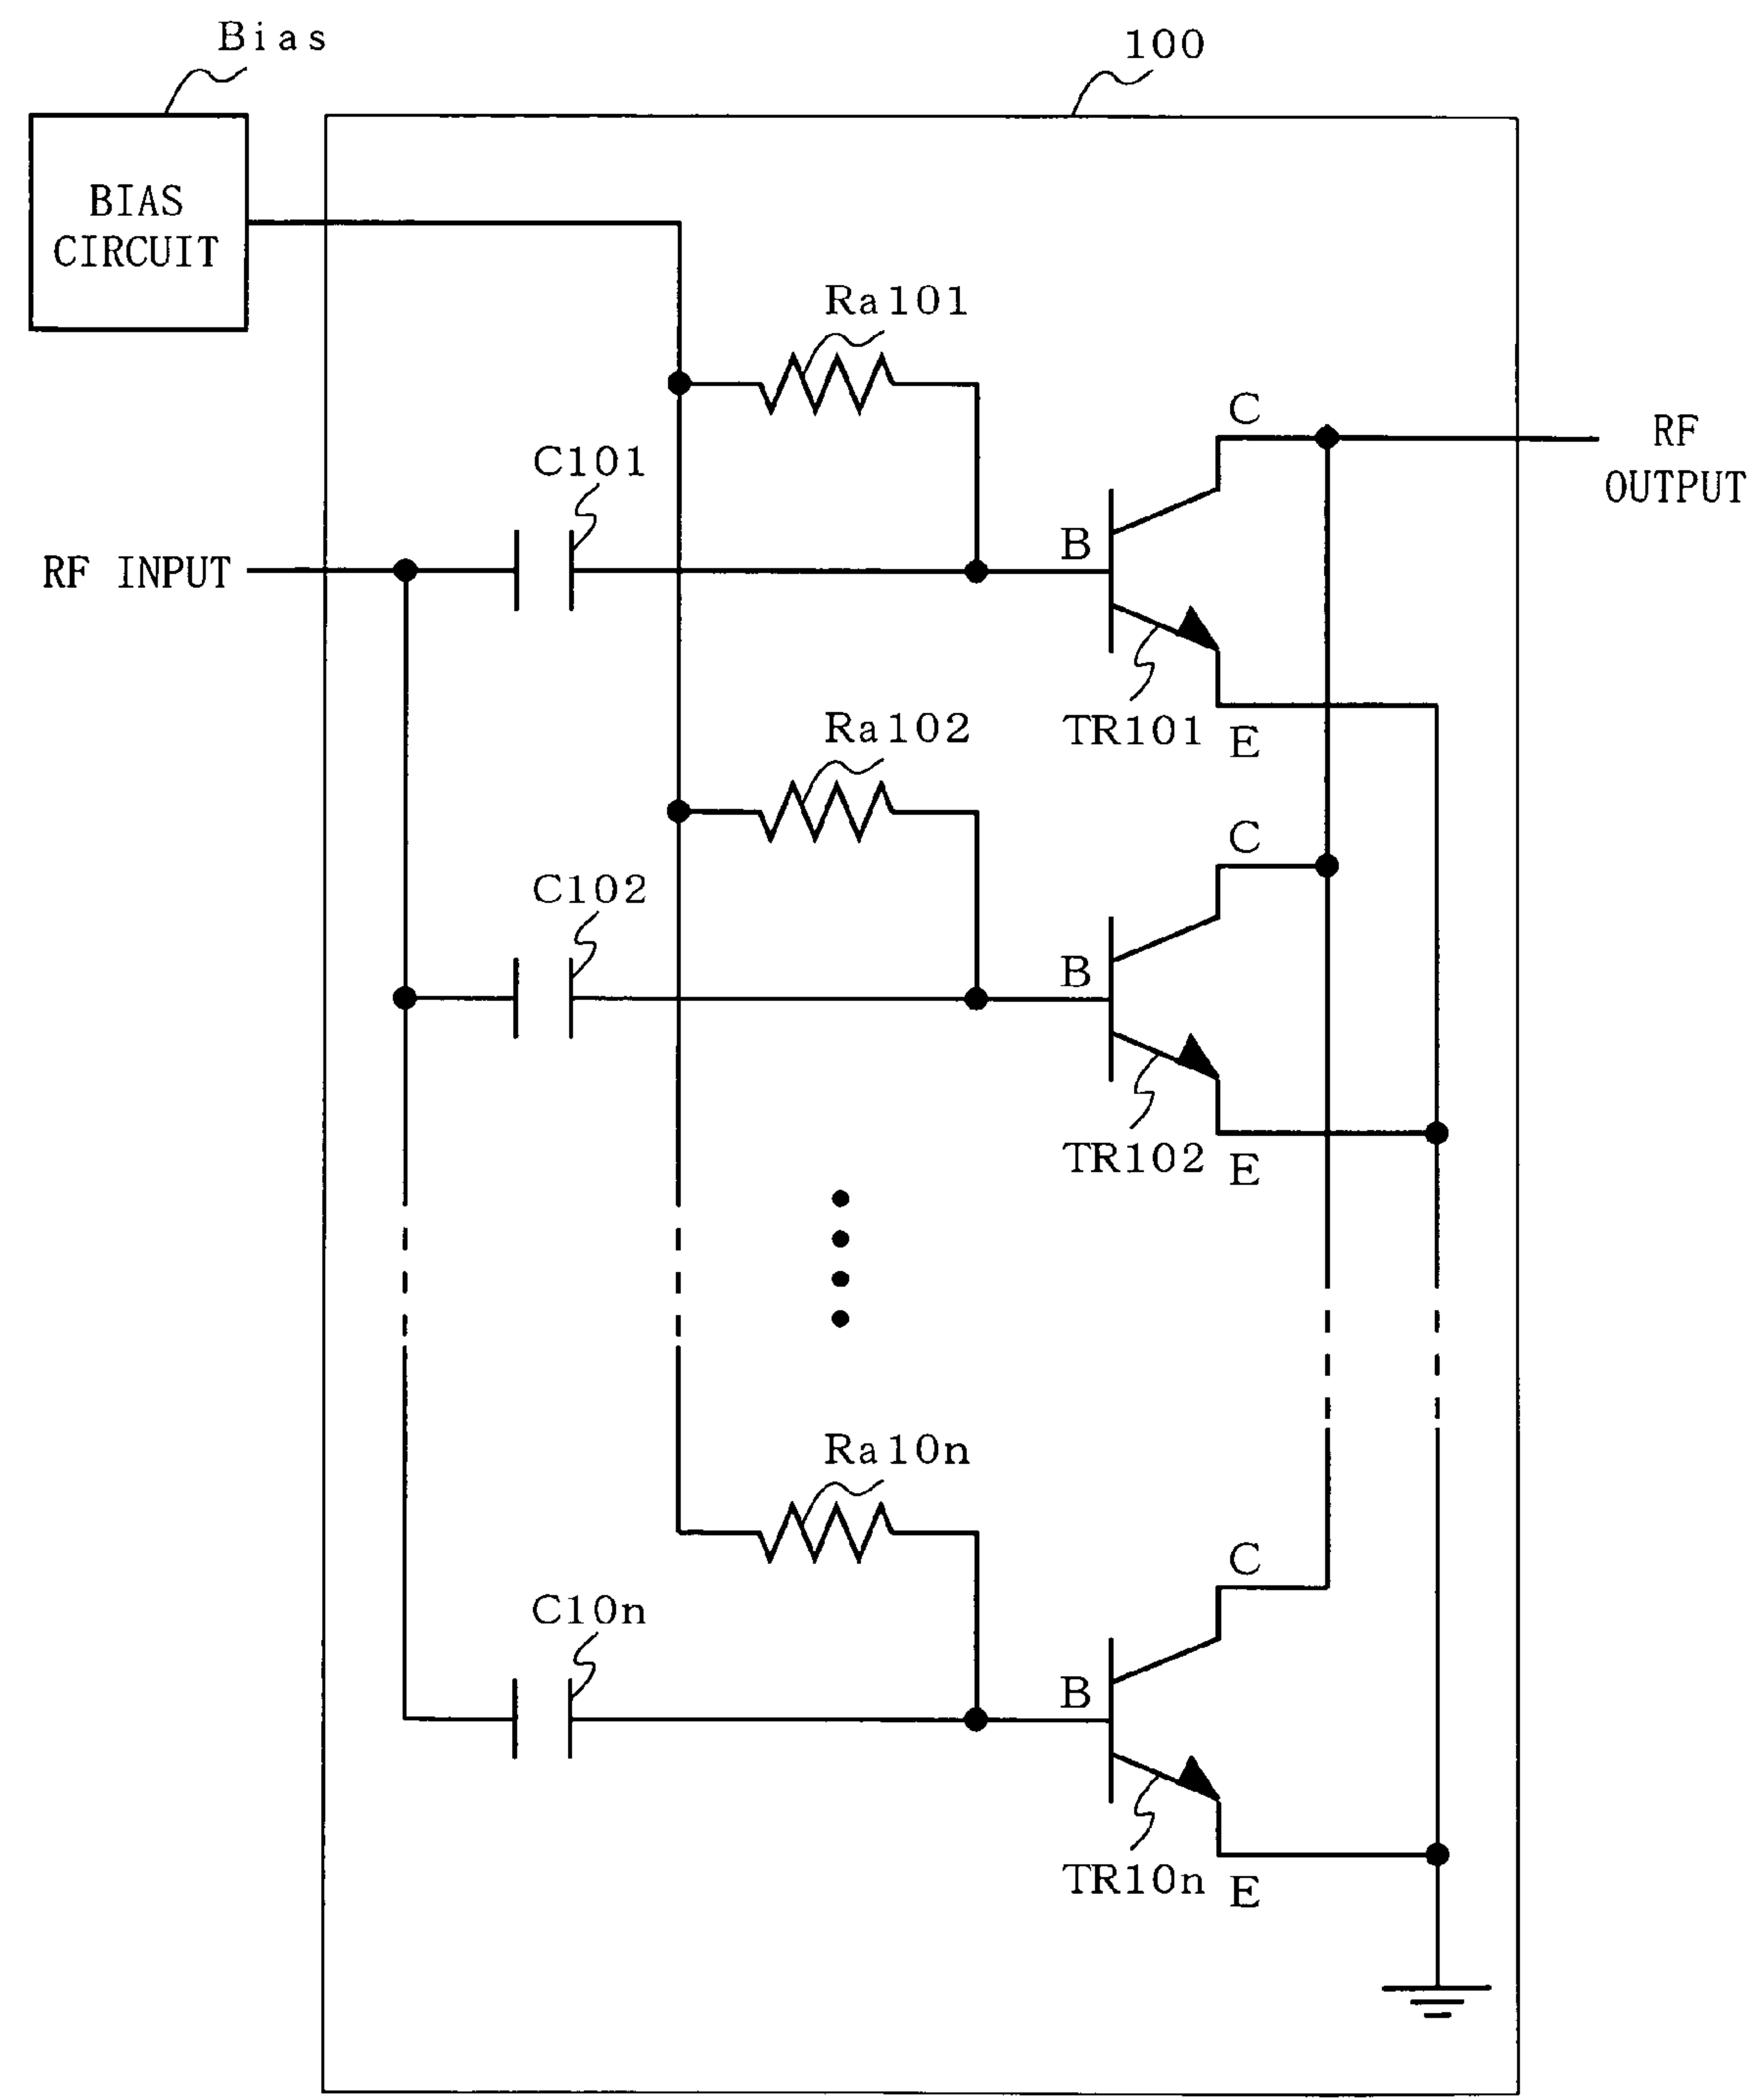 Bias
100
BIAS
CIRCUIT
Ra101
C
RF
OUTPUT
C101
B
RF INPUT
TR101
E
Ra102
C
C102
B
TR102
E
Ra10n
C
C10n
B
TR10n
E